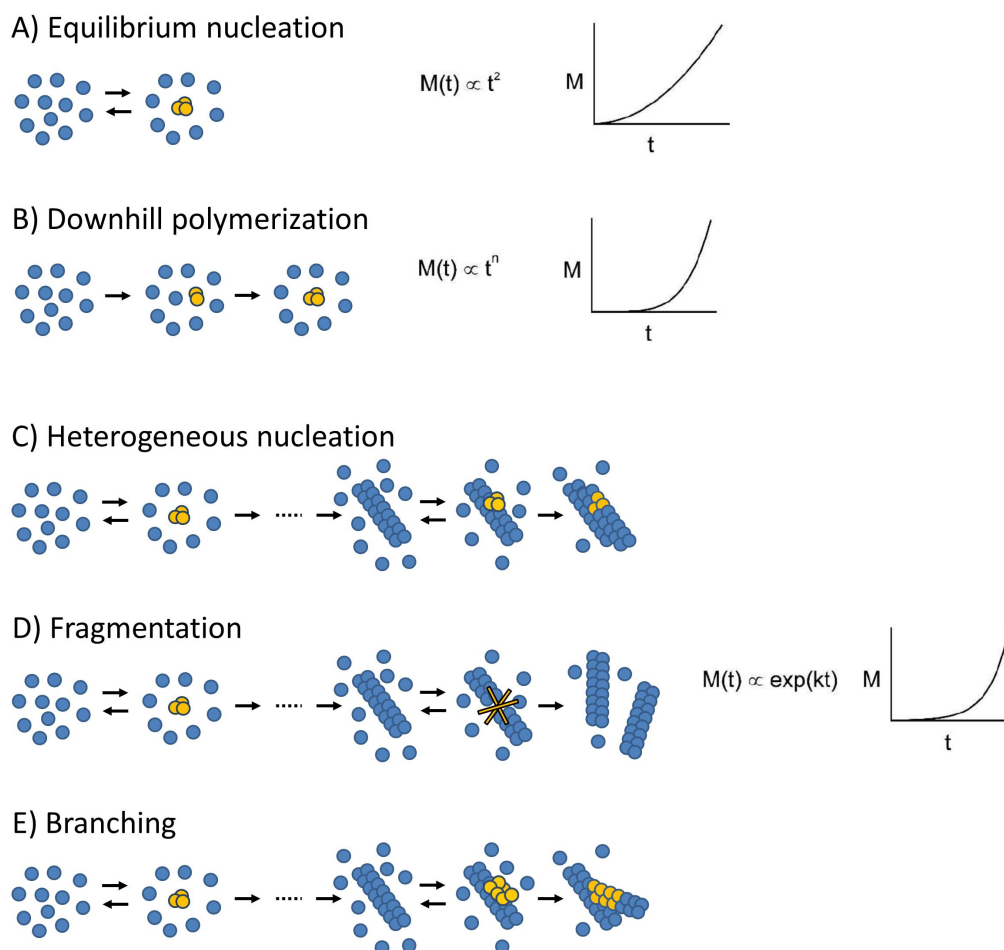 A) Equilibrium nucleation
M(t) ∝ t²
M
t
B) Downhill polymerization
M(t) ∝ tⁿ
M
t
C) Heterogeneous nucleation
D) Fragmentation
M(t) ∝ exp(kt)
M
t
E) Branching